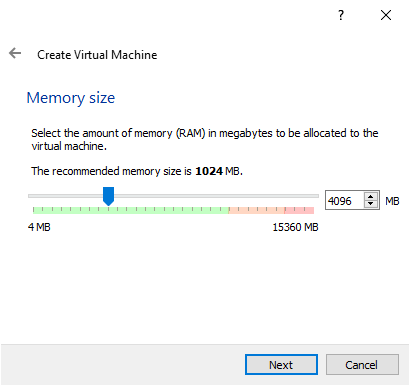 ?
Create Virtual Machine
Memory size
Select the amount of memory (RAM) in megabytes to be allocated to the
virtual machine.
The recommended memory size is 1024 MB.
4096 MB
4 MB 15360 MB
Next Cancel